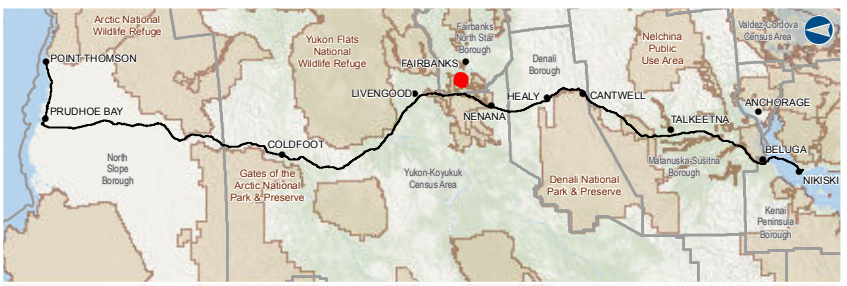 Arctic National
Wildlife Refuge
POINT THOMSON
PRUDHOE BAY
North
Slope
Borough
COLDFOOT
Gates of the
Arctic National
Park & Preserve
Yukon Flats
National
Wildlife Refuge
LIVENGOOD
Fairbanks
North Star
Borough
FAIRBANKS
NENANA
Yukon-Koyukuk
Census Area
Denali
Borough
HEALY
CANTWELL
Denali National
Park & Preserve
Nelchina
Public
Use Area
TALKEETNA
Matanuska-Susitna
Borough
Valdez-Cordova
Census Area
ANCHORAGE
BELUGA
NIKISKI
Kenai
Peninsula
Borough